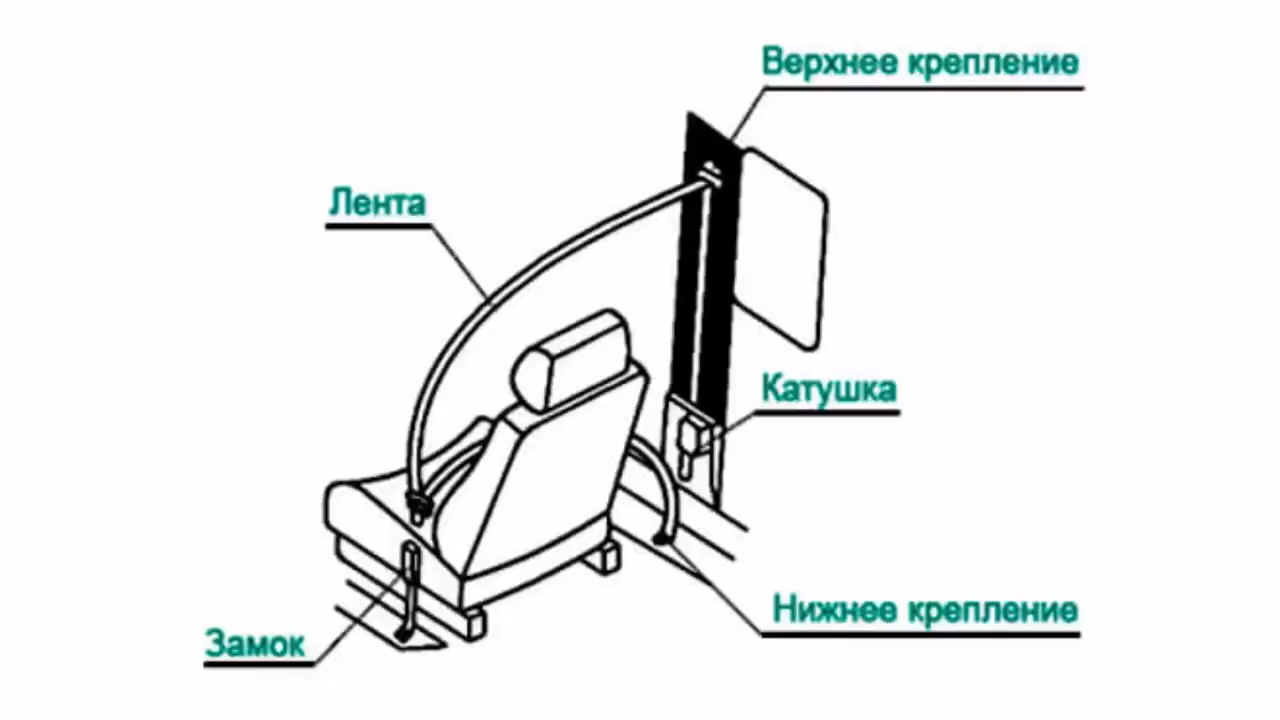 Верхнее крепление
Лента
Катушка
Нижнее крепление
Замок